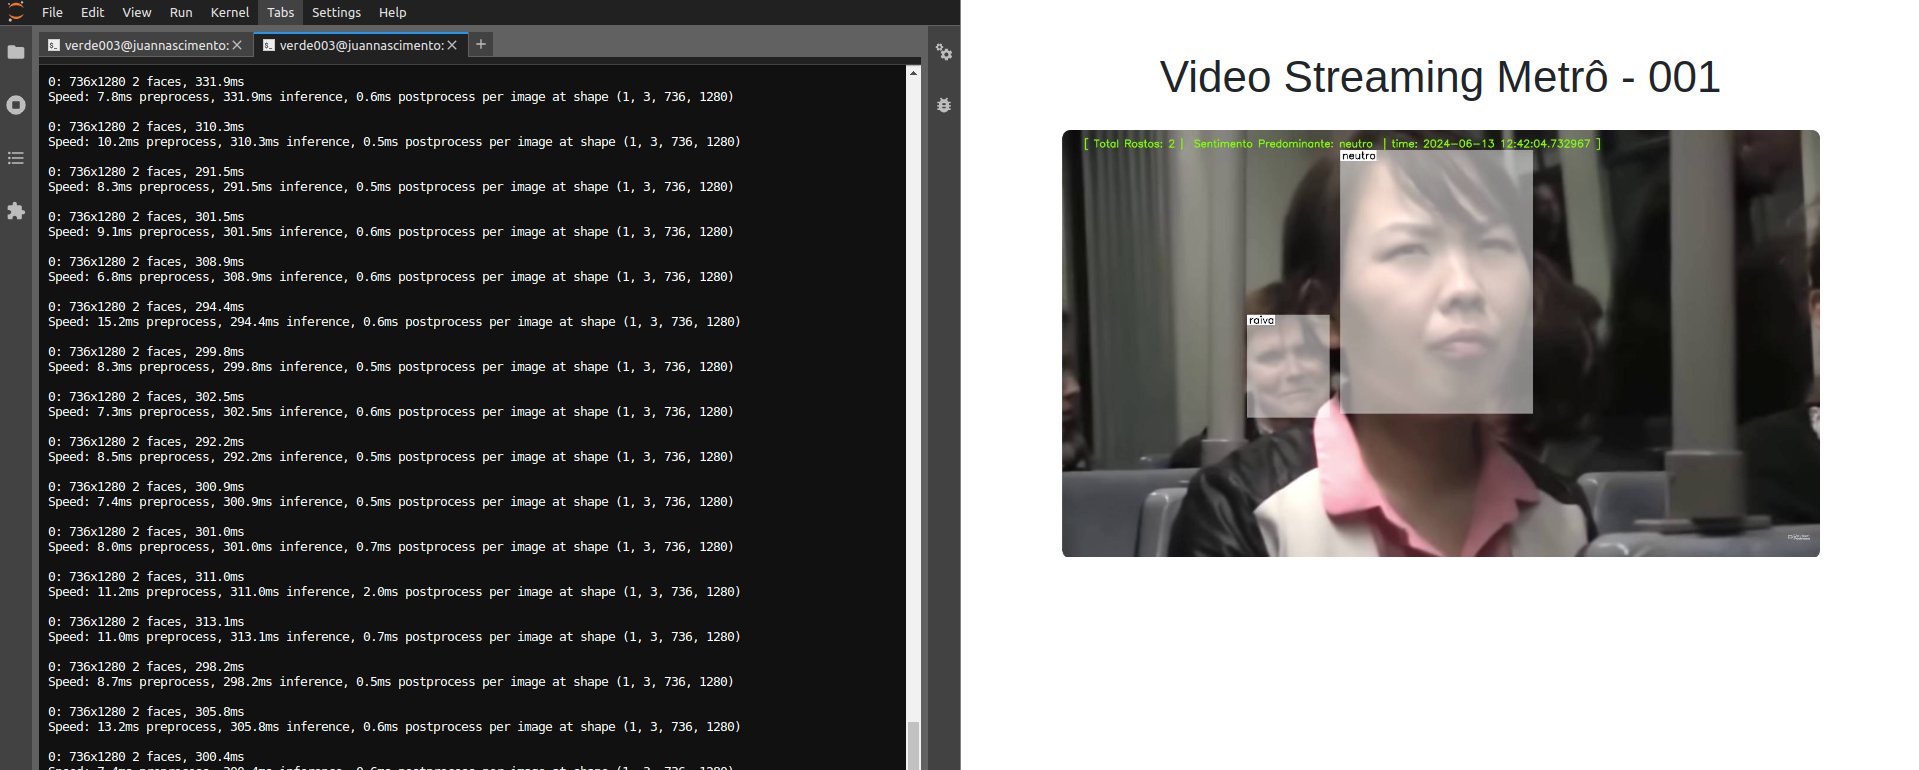 File Edit View Run Kernel Tabs Settings Help
verde003@juannascimento: verde003@juannascimento:
0: 736x1280 2 faces, 331.9ms
Speed: 7.8ms preprocess, 331.9ms inference, 0.6ms postprocess per image at shape (1, 3, 736, 1280)
0: 736x1280 2 faces, 310.3ms
Speed: 10.2ms preprocess, 310.3ms inference, 0.5ms postprocess per image at shape (1, 3, 736, 1280)
0: 736x1280 2 faces, 291.5ms
Speed: 8.3ms preprocess, 291.5ms inference, 0.5ms postprocess per image at shape (1, 3, 736, 1280)
0: 736x1280 2 faces, 301.5ms
Speed: 9.1ms preprocess, 301.5ms inference, 0.6ms postprocess per image at shape (1, 3, 736, 1280)
0: 736x1280 2 faces, 308.9ms
Speed: 6.8ms preprocess, 308.9ms inference, 0.6ms postprocess per image at shape (1, 3, 736, 1280)
0: 736x1280 2 faces, 294.4ms
Speed: 15.2ms preprocess, 294.4ms inference, 0.6ms postprocess per image at shape (1, 3, 736, 1280)
0: 736x1280 2 faces, 299.8ms
Speed: 8.3ms preprocess, 299.8ms inference, 0.5ms postprocess per image at shape (1, 3, 736, 1280)
0: 736x1280 2 faces, 302.5ms
Speed: 7.3ms preprocess, 302.5ms inference, 0.6ms postprocess per image at shape (1, 3, 736, 1280)
0: 736x1280 2 faces, 292.2ms
Speed: 8.5ms preprocess, 292.2ms inference, 0.5ms postprocess per image at shape (1, 3, 736, 1280)
0: 736x1280 2 faces, 300.9ms
Speed: 7.4ms preprocess, 300.9ms inference, 0.5ms postprocess per image at shape (1, 3, 736, 1280)
0: 736x1280 2 faces, 301.0ms
Speed: 8.0ms preprocess, 301.0ms inference, 0.7ms postprocess per image at shape (1, 3, 736, 1280)
0: 736x1280 2 faces, 311.0ms
Speed: 11.2ms preprocess, 311.0ms inference, 2.0ms postprocess per image at shape (1, 3, 736, 1280)
0: 736x1280 2 faces, 313.1ms
Speed: 11.0ms preprocess, 313.1ms inference, 0.7ms postprocess per image at shape (1, 3, 736, 1280)
0: 736x1280 2 faces, 298.2ms
Speed: 8.7ms preprocess, 298.2ms inference, 0.5ms postprocess per image at shape (1, 3, 736, 1280)
0: 736x1280 2 faces, 305.8ms
Speed: 13.2ms preprocess, 305.8ms inference, 0.6ms postprocess per image at shape (1, 3, 736, 1280)
0: 736x1280 2 faces, 300.4ms
Video Streaming Metrô - 001
[ Total Rostos: 2 | Sentimento Predominante: neutro | time: 2024-06-13 12:42:04.732967 ]
neutro
raiva